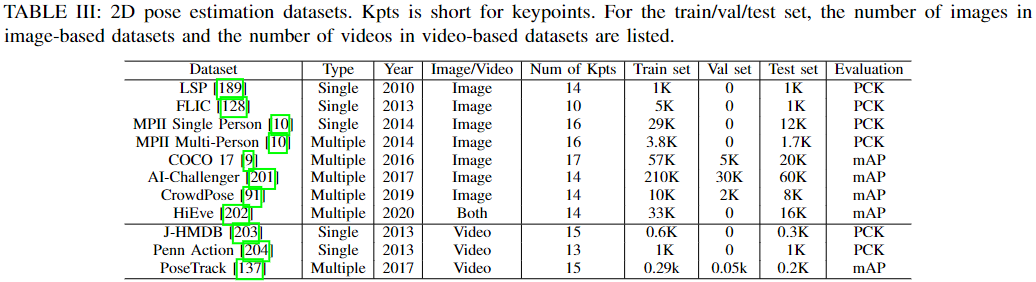 TABLE III: 2D pose estimation datasets. Kpts is short for keypoints. For the train/val/test set, the number of images in
image-based datasets and the number of videos in video-based datasets are listed.
Dataset Type Year Image/Video Num of Kpts Train set Val set Test set Evaluation
LSP [189] Single 2010 Image 14 1K 0 1K PCK
FLIC [128] Single 2013 Image 10 5K 0 1K PCK
MPII Single Person [10] Single 2014 Image 16 29K 0 12K PCK
MPII Multi-Person [10] Multiple 2014 Image 16 3.8K 0 1.7K PCK
COCO 17 [9] Multiple 2016 Image 17 57K 5K 20K mAP
AI-Challenger [201] Multiple 2017 Image 14 210K 30K 60K mAP
CrowdPose [91] Multiple 2019 Image 14 10K 2K 8K mAP
HiEve [202] Multiple 2020 Both 14 33K 0 16K mAP
J-HMDB [203] Single 2013 Video 15 0.6K 0 0.3K PCK
Penn Action [204] Single 2013 Video 13 1K 0 1K PCK
PoseTrack [137] Multiple 2017 Video 15 0.29k 0.05k 0.2K mAP